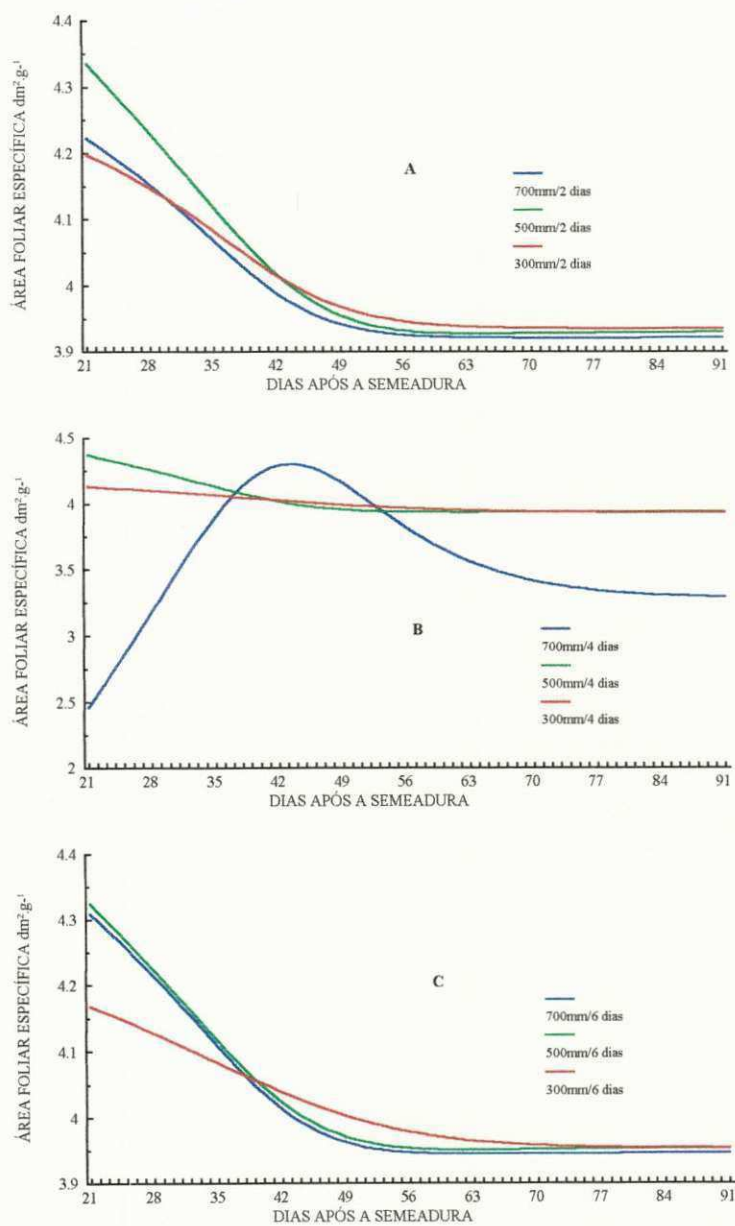 ÁREA FOLIAR ESPECÍFICA dm².g-¹
4.4
4.3
4.2
4.1
4
3.9
A
700mm/2 dias
500mm/2 dias
300mm/2 dias
21 28 35 42 49 56 63 70 77 84 91
DIAS APÓS A SEMEADURA
ÁREA FOLIAR ESPECÍFICA dm².g-¹
4.5
4
3.5
3
2.5
2
B
700mm/4 dias
500mm/4 dias
300mm/4 dias
21 28 35 42 49 56 63 70 77 84 91
DIAS APÓS A SEMEADURA
ÁREA FOLIAR ESPECÍFICA dm².g-¹
4.4
4.3
4.2
4.1
4
3.9
C
700mm/6 dias
500mm/6 dias
300mm/6 dias
21 28 35 42 49 56 63 70 77 84 91
DIAS APÓS A SEMEADURA